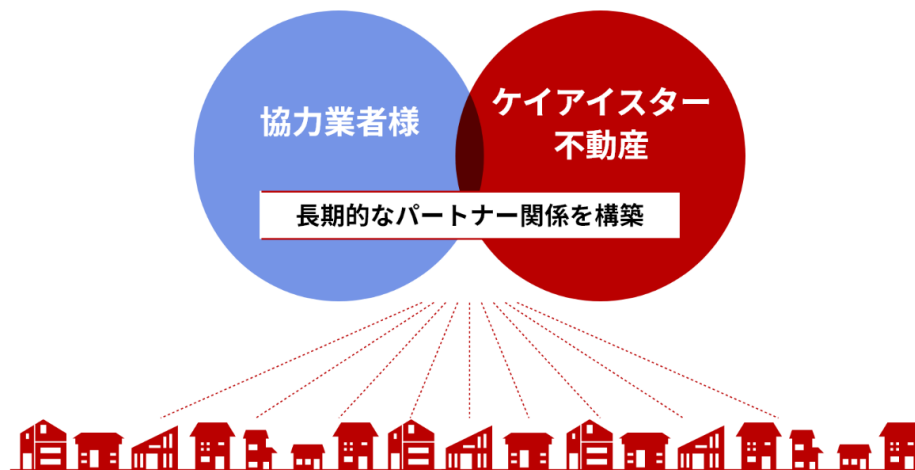 協力業者様
ケイアイスター
不動産
長期的なパートナー関係を構築